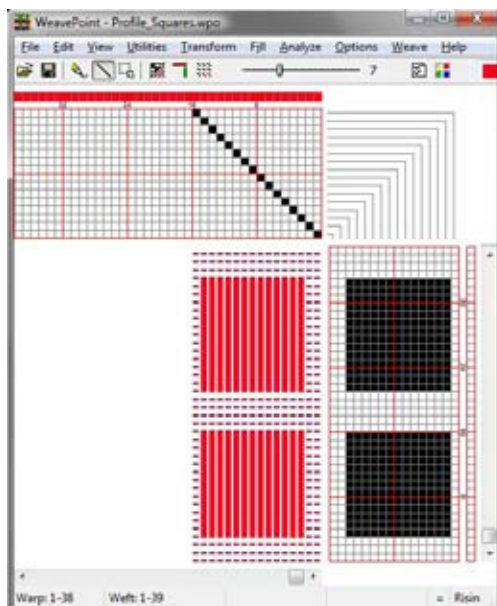 WeavePoint - Profile_Squares.wpo
File Edit View Utilities Transform Fill Analyze Options Weave Help
7
Warp: 1-38 Weft: 1-39 = Risin